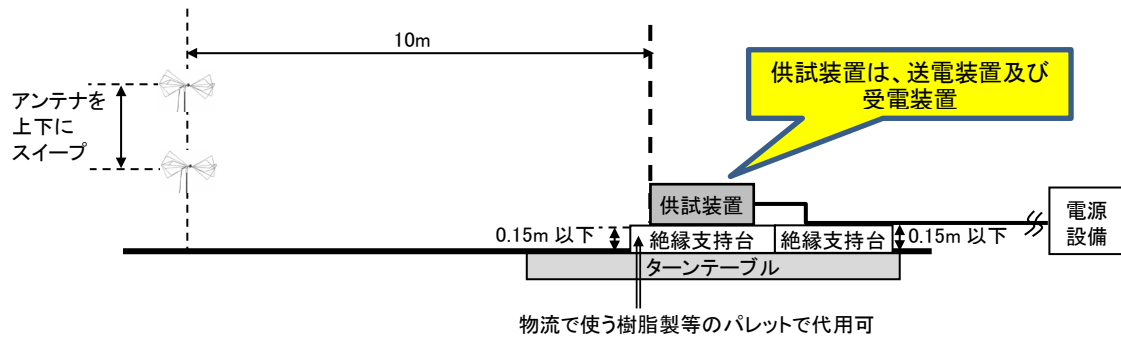 10m
供試装置は、送電装置及び
受電装置
アンテナを
上下に
スイープ
供試装置
電源
設備
0.15m 以下
絶縁支持台
絶縁支持台
0.15m 以下
ターンテーブル
物流で使う樹脂製等のパレットで代用可